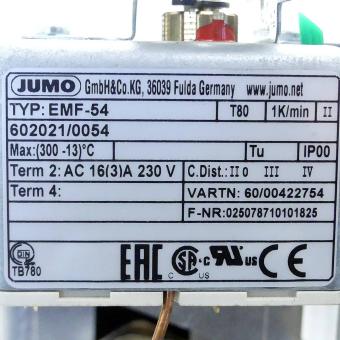 JUMO GmbH&Co.KG, 36039 Fulda Germany www.jumo.net
TYP: EMF-54 T80 1K/min II
602021/0054
Max:(300 -13)°C Tu IP00
Term 2: AC 16(3)A 230 V C.Dist.: II o III IV
Term 4: VARTN: 60/00422754
F-NR:025078710101825
DIN EAC C SA US c UL us CE
TB780